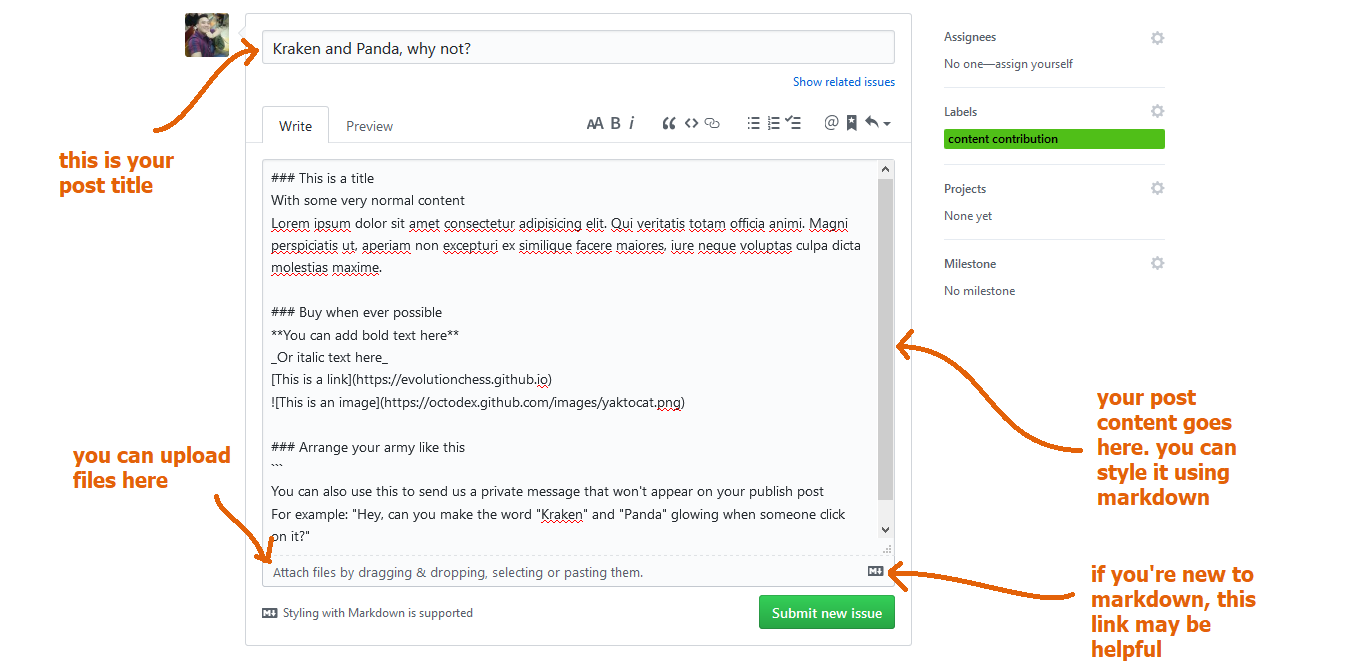 Kraken and Panda, why not?
Show related issues
Write
Preview
AA B i
this is your
post title
### This is a title
With some very normal content
Lorem ipsum dolor sit amet consectetur adipisicing elit. Qui veritatis totam officia animi. Magni
perspiciatis ut, aperiam non excepturi ex similique facere maiores, iure neque voluptas culpa dicta
molestias maxime.
### Buy when ever possible
**You can add bold text here**
_Or italic text here_
[This is a link](https://evolutionchess.github.io)
![This is an image](https://octodex.github.com/images/yaktocat.png)
### Arrange your army like this
```
You can also use this to send us a private message that won't appear on your publish post
For example: "Hey, can you make the word "Kraken" and "Panda" glowing when someone click
on it?"
you can upload
files here
Attach files by dragging & dropping, selecting or pasting them.
Styling with Markdown is supported
Submit new issue
Assignees
No one—assign yourself
Labels
content contribution
Projects
None yet
Milestone
No milestone
your post
content goes
here. you can
style it using
markdown
if you're new to
markdown, this
link may be
helpful